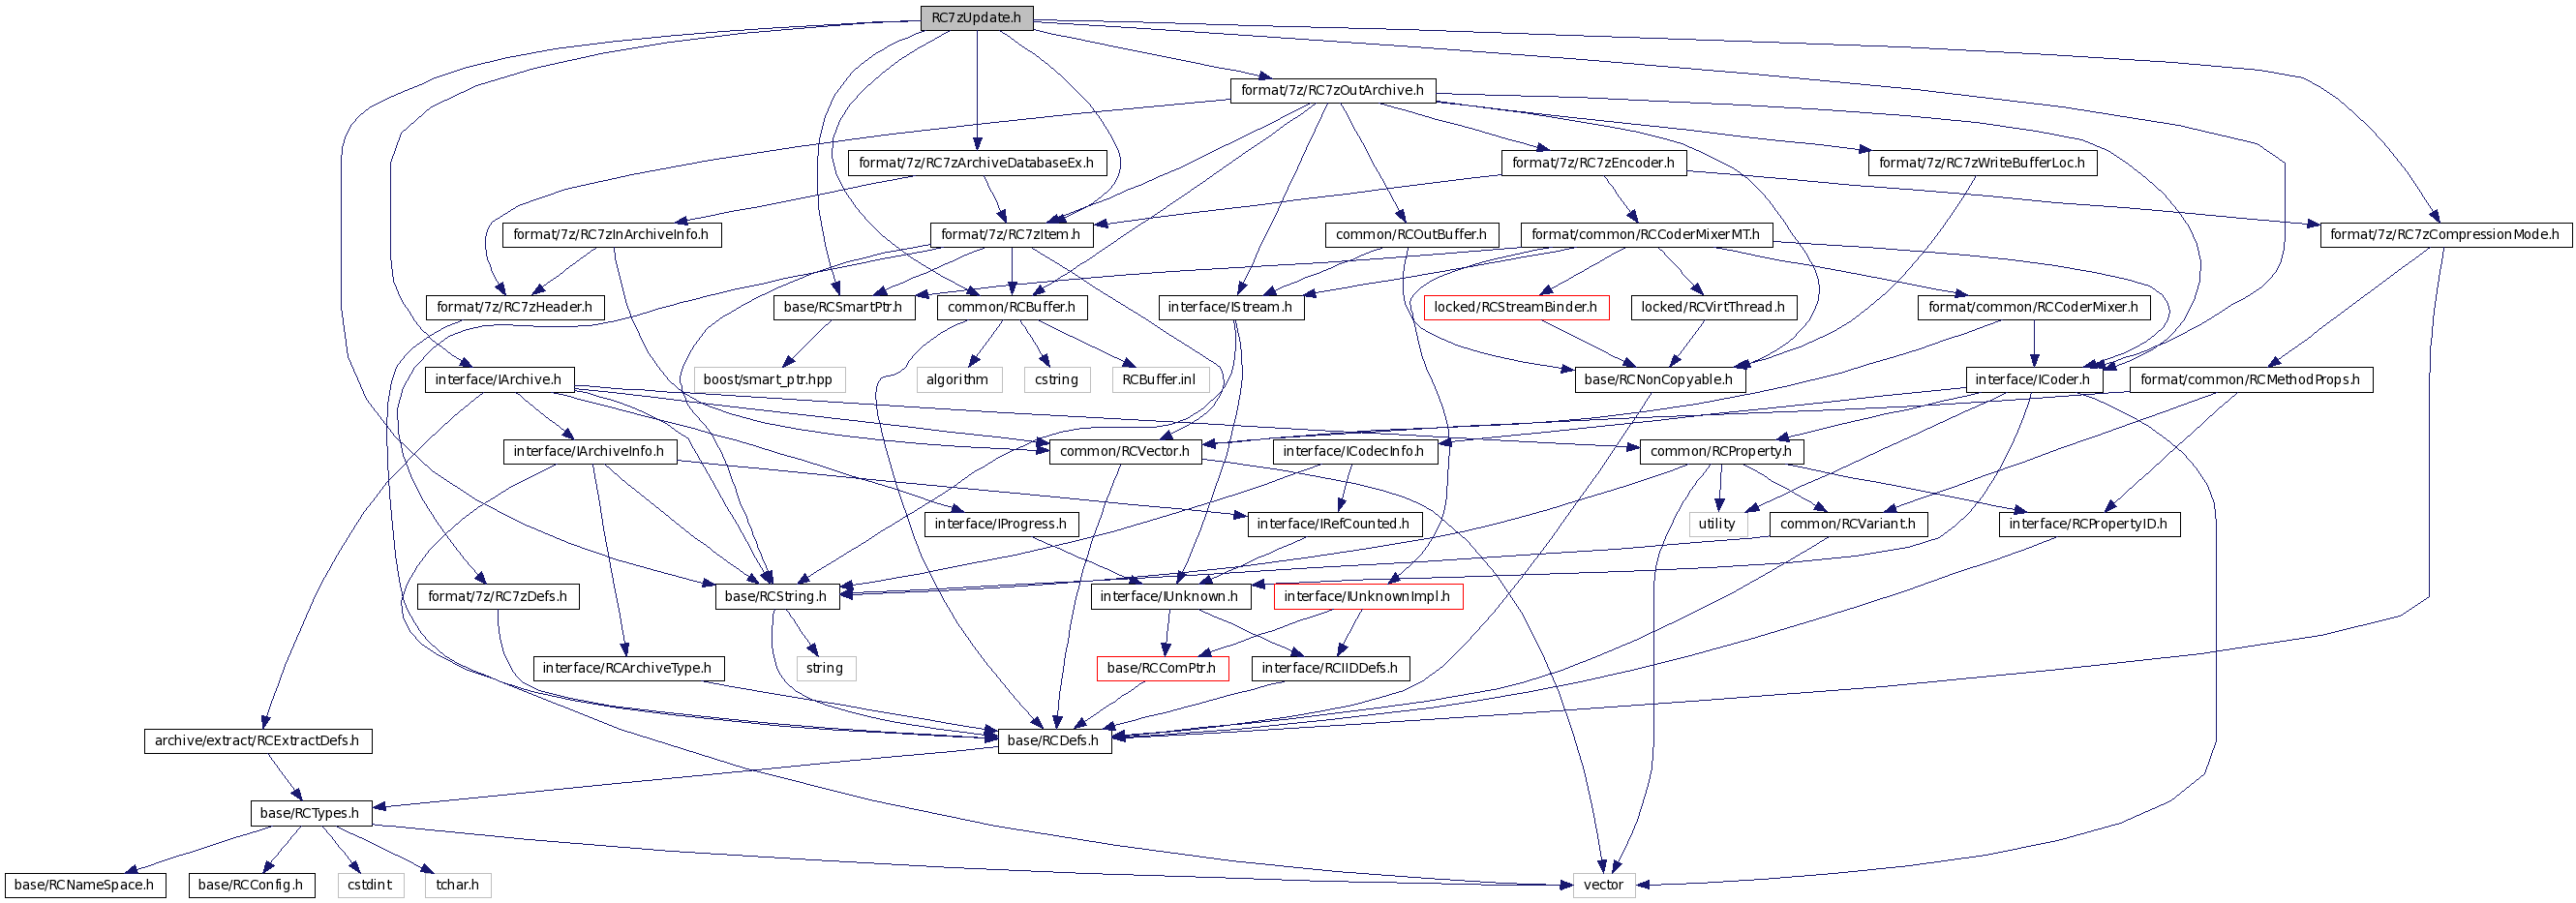 RC7zUpdate.h
format/7z/RC7zOutArchive.h
format/7z/RC7zArchiveDatabaseEx.h
format/7z/RC7zEncoder.h
format/7z/RC7zWriteBufferLoc.h
format/7z/RC7zInArchiveInfo.h
format/7z/RC7zItem.h
common/RCOutBuffer.h
format/common/RCCoderMixerMT.h
format/7z/RC7zCompressionMode.h
format/7z/RC7zHeader.h
base/RCSmartPtr.h
common/RCBuffer.h
interface/IStream.h
locked/RCStreamBinder.h
locked/RCVirtThread.h
format/common/RCCoderMixer.h
interface/IArchive.h
boost/smart_ptr.hpp
algorithm
cstring
RCBuffer.inl
base/RCNonCopyable.h
interface/ICoder.h
format/common/RCMethodProps.h
interface/IArchiveInfo.h
common/RCVector.h
interface/ICodecInfo.h
common/RCProperty.h
interface/IProgress.h
interface/IRefCounted.h
utility
common/RCVariant.h
interface/RCPropertyID.h
format/7z/RC7zDefs.h
base/RCString.h
interface/IUnknown.h
interface/IUnknownImpl.h
interface/RCArchiveType.h
string
base/RCComPtr.h
interface/RCIIDDefs.h
archive/extract/RCExtractDefs.h
base/RCDefs.h
base/RCTypes.h
base/RCNameSpace.h
base/RCConfig.h
cstdint
tchar.h
vector